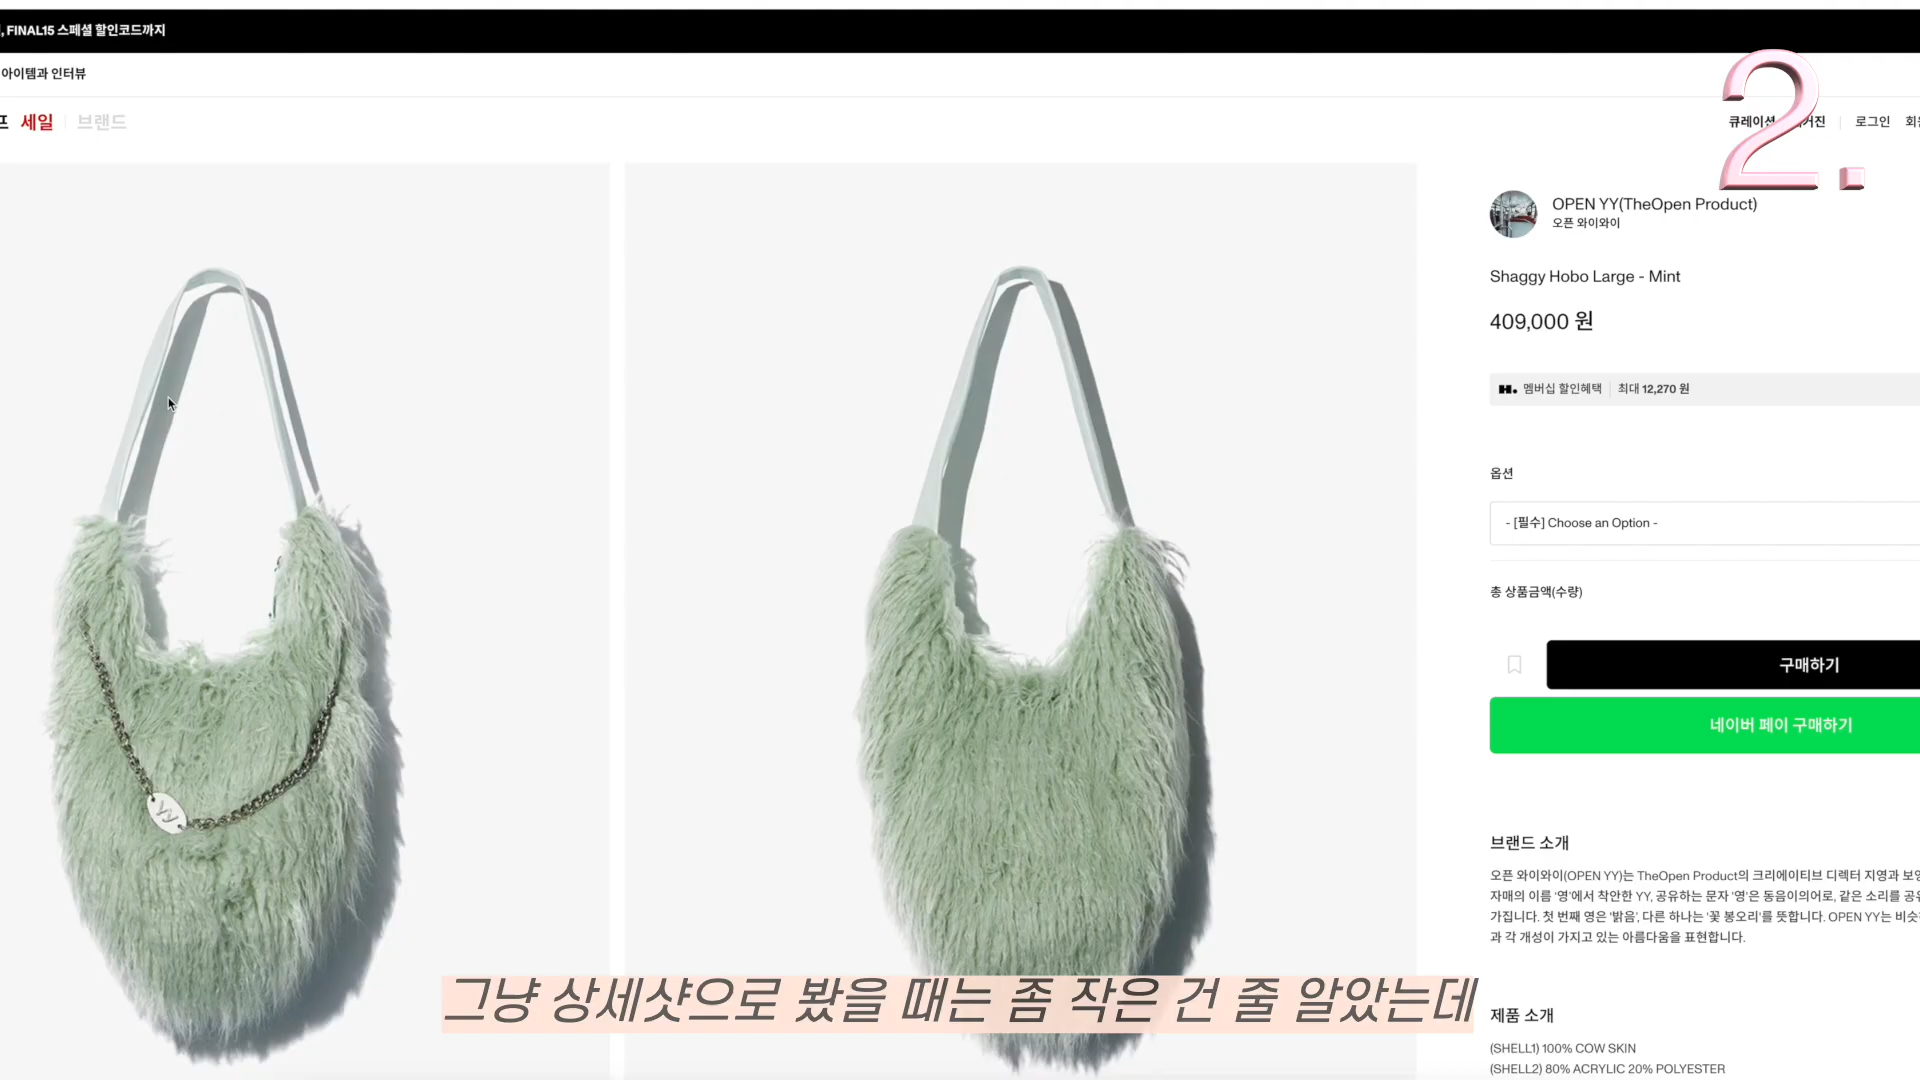 , FINAL15 스페셜 할인코드까지
아이템과 인터뷰
프 세일 브랜드
큐레이션 거진 로그인 회원
2.
OPEN YY(TheOpen Product)
오픈 와이와이
Shaggy Hobo Large - Mint
409,000 원
H. 멤버십 할인혜택 최대 12,270 원
옵션
- [필수] Choose an Option -
총 상품금액(수량)
구매하기
네이버 페이 구매하기
YY
브랜드 소개
오픈 와이와이(OPEN YY)는 TheOpen Product의 크리에이티브 디렉터 지영과 보영
자매의 이름 '영'에서 착안한 YY, 공유하는 문자 '영'은 동음이의어로, 같은 소리를 공유
가집니다. 첫 번째 영은 '밝음', 다른 하나는 '꽃 봉오리'를 뜻합니다. OPEN YY는 비슷
과 각 개성이 가지고 있는 아름다움을 표현합니다.
그냥 상세샷으로 봤을 때는 좀 작은 건 줄 알았는데
제품 소개
(SHELL1) 100% COW SKIN
(SHELL2) 80% ACRYLIC 20% POLYESTER